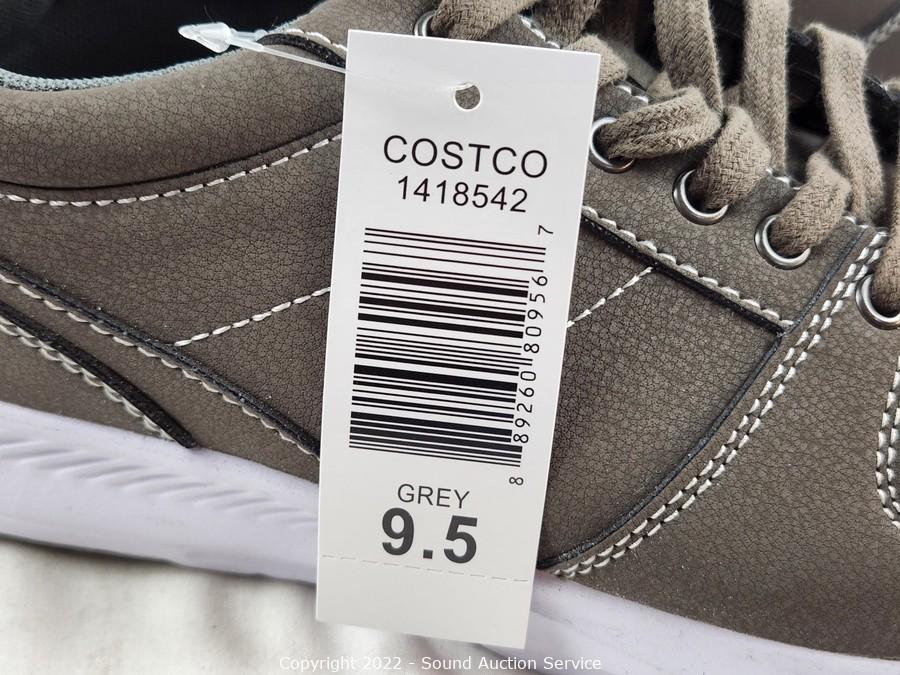 COSTCO
1418542
8 89260 80956 7
GREY
9.5
Copyright 2022 - Sound Auction Service